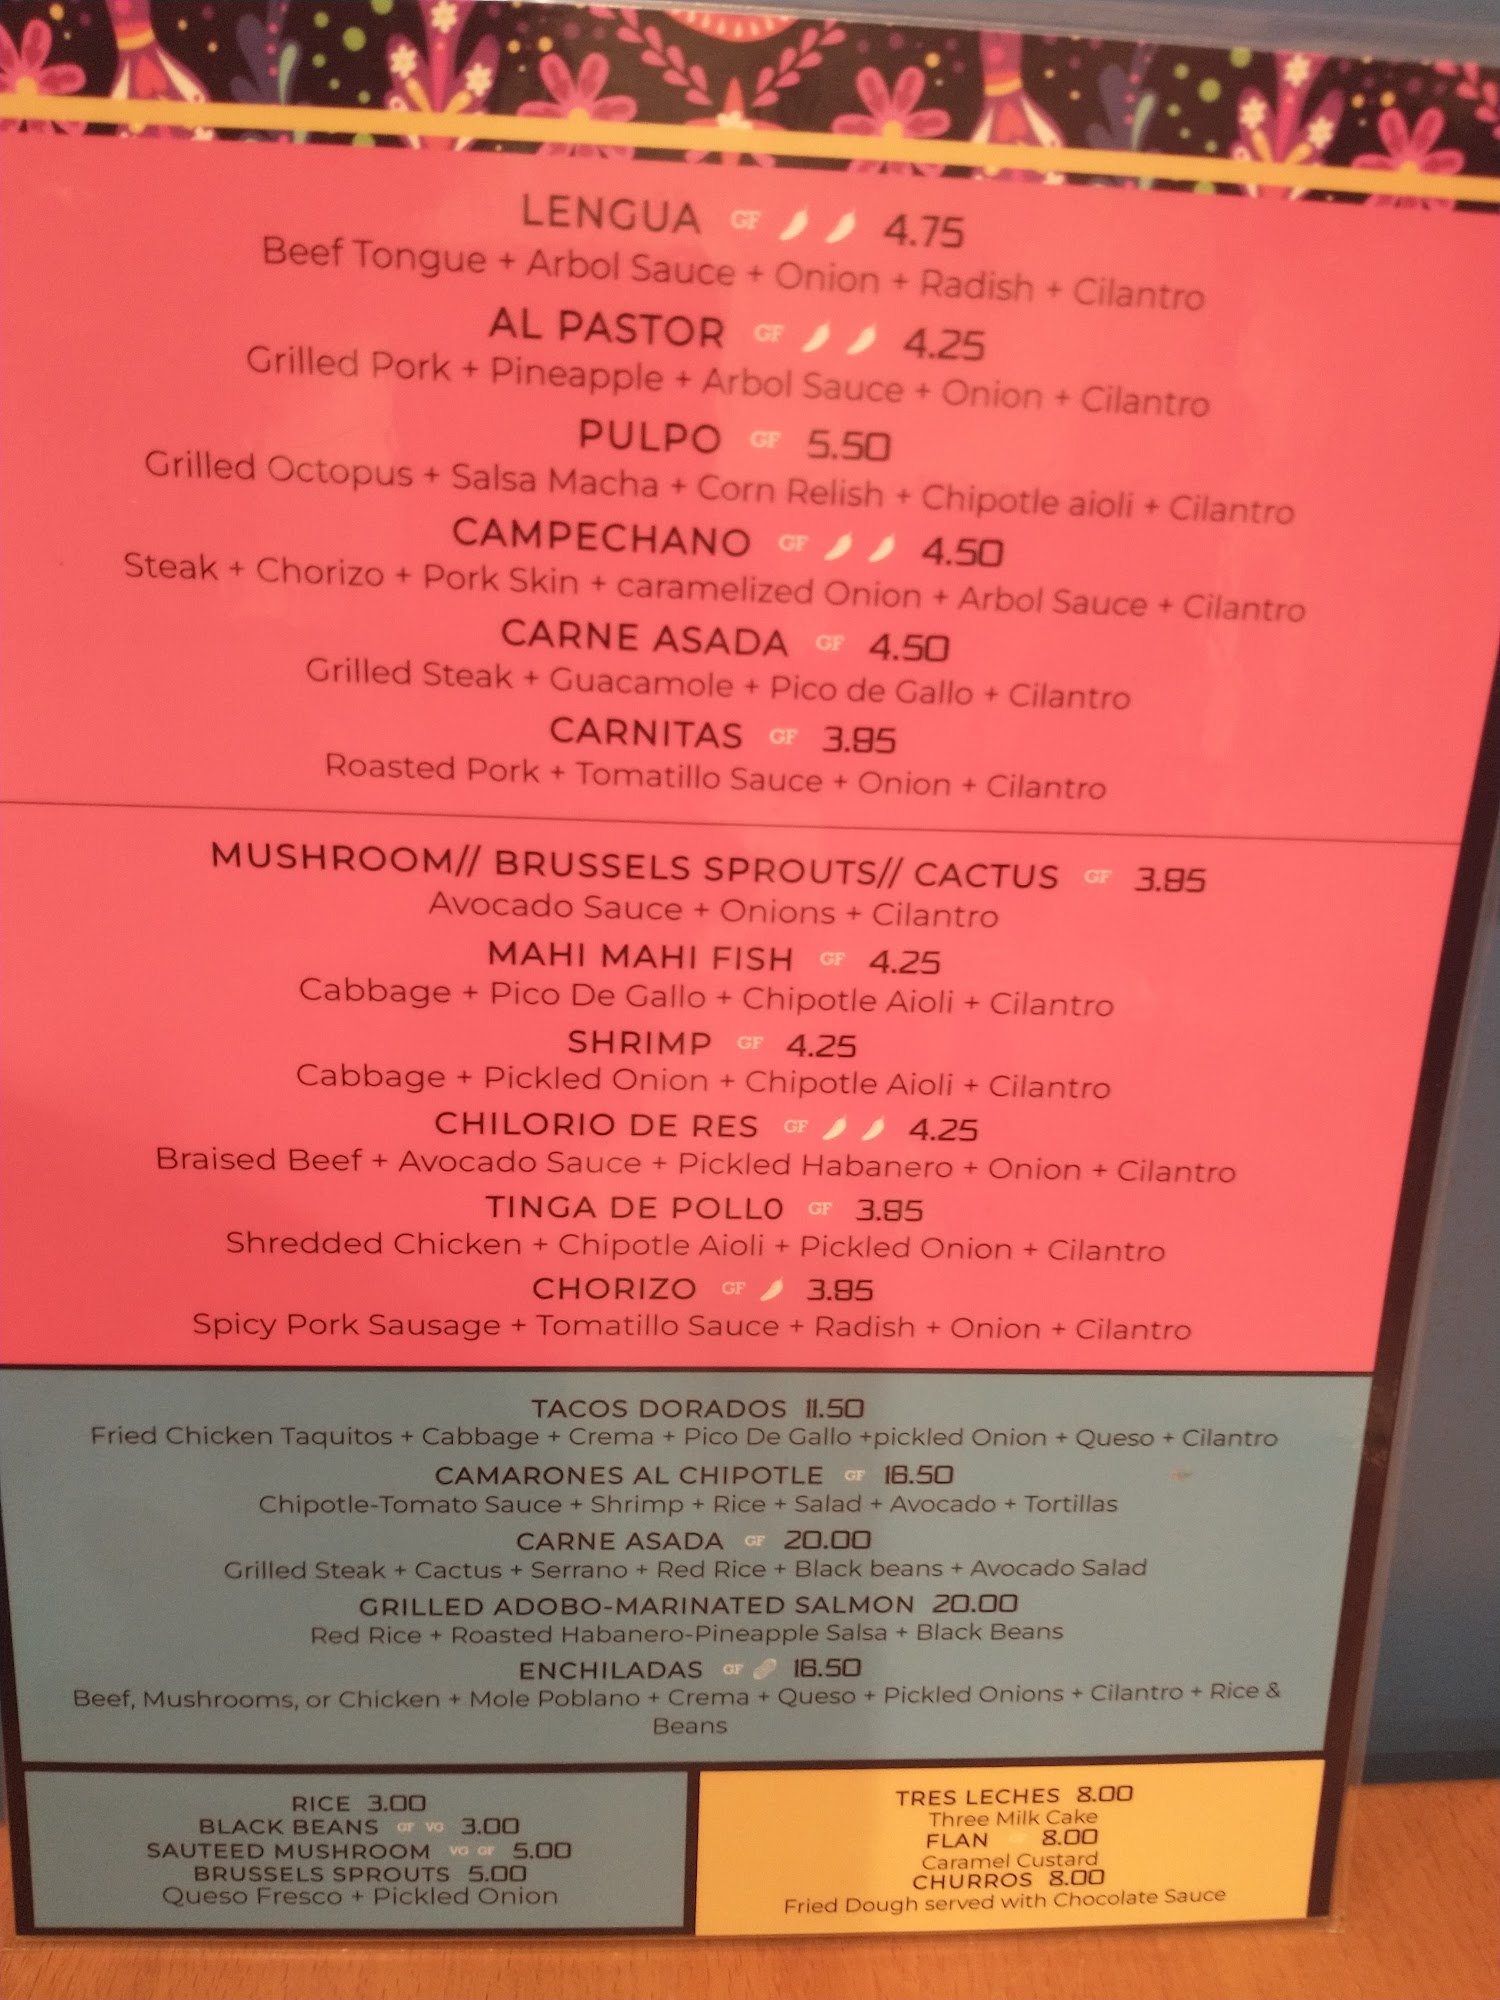 LENGUA GF 4.75
Beef Tongue + Arbol Sauce + Onion + Radish + Cilantro
AL PASTOR GF 4.25
Grilled Pork + Pineapple + Arbol Sauce + Onion + Cilantro
PULPO GF 5.50
Grilled Octopus + Salsa Macha + Corn Relish + Chipotle aioli + Cilantro
CAMPECHANO GF 4.50
Steak + Chorizo + Pork Skin + caramelized Onion + Arbol Sauce + Cilantro
CARNE ASADA GF 4.50
Grilled Steak + Guacamole + Pico de Gallo + Cilantro
CARNITAS GF 3.95
Roasted Pork + Tomatillo Sauce + Onion + Cilantro
MUSHROOM// BRUSSELS SPROUTS// CACTUS GF 3.95
Avocado Sauce + Onions + Cilantro
MAHI MAHI FISH GF 4.25
Cabbage + Pico De Gallo + Chipotle Aioli + Cilantro
SHRIMP GF 4.25
Cabbage + Pickled Onion + Chipotle Aioli + Cilantro
CHILORIO DE RES GF 4.25
Braised Beef + Avocado Sauce + Pickled Habanero + Onion + Cilantro
TINGA DE POLL0 GF 3.95
Shredded Chicken + Chipotle Aioli + Pickled Onion + Cilantro
CHORIZO GF 3.95
Spicy Pork Sausage + Tomatillo Sauce + Radish + Onion + Cilantro
TACOS DORADOS 11.50
Fried Chicken Taquitos + Cabbage + Crema + Pico De Gallo +pickled Onion + Queso + Cilantro
CAMARONES AL CHIPOTLE GF 16.50
Chipotle-Tomato Sauce + Shrimp + Rice + Salad + Avocado + Tortillas
CARNE ASADA GF 20.00
Grilled Steak + Cactus + Serrano + Red Rice + Black beans + Avocado Salad
GRILLED ADOBO-MARINATED SALMON 20.00
Red Rice + Roasted Habanero-Pineapple Salsa + Black Beans
ENCHILADAS GF 16.50
Beef, Mushrooms, or Chicken + Mole Poblano + Crema + Queso + Pickled Onions + Cilantro + Rice &
Beans
RICE 3.00
BLACK BEANS GF VG 3.00
SAUTEED MUSHROOM VG GF 5.00
BRUSSELS SPROUTS 5.00
Queso Fresco + Pickled Onion
TRES LECHES 8.00
Three Milk Cake
FLAN 8.00
Caramel Custard
CHURROS 8.00
Fried Dough served with Chocolate Sauce